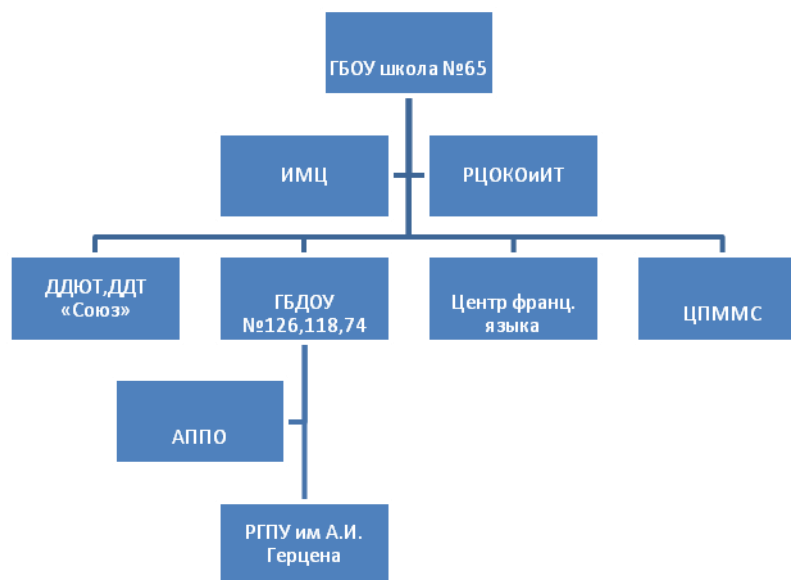 ГБОУ школа №65
ИМЦ
РЦОКОиИТ
ДДЮТ,ДДТ
«Союз»
ГБДОУ
№126,118,74
Центр франц.
языка
ЦПММС
АППО
РГПУ им А.И.
Герцена